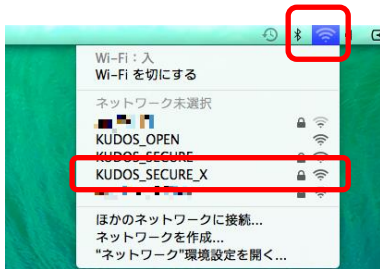 Wi-Fi：入
Wi-Fi を切にする
ネットワーク未選択
KUDOS_OPEN
KUDOS_SECURE
KUDOS_SECURE_X
ほかのネットワークに接続...
ネットワークを作成...
"ネットワーク"環境設定を開く...